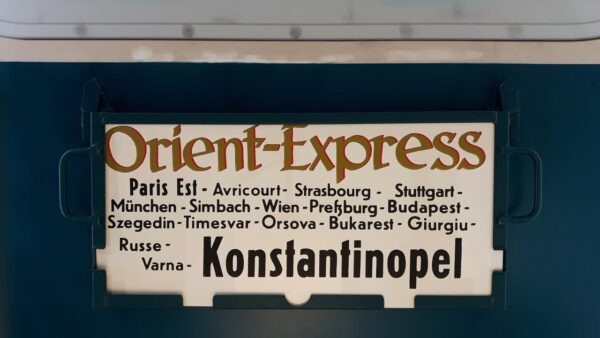 Orient-Express
Paris Est - Avricourt - Strasbourg - Stuttgart -
München - Simbach - Wien - Preßburg - Budapest -
Szegedin - Timesvar - Orsova - Bukarest - Giurgiu -
Russe -
Varna - Konstantinopel